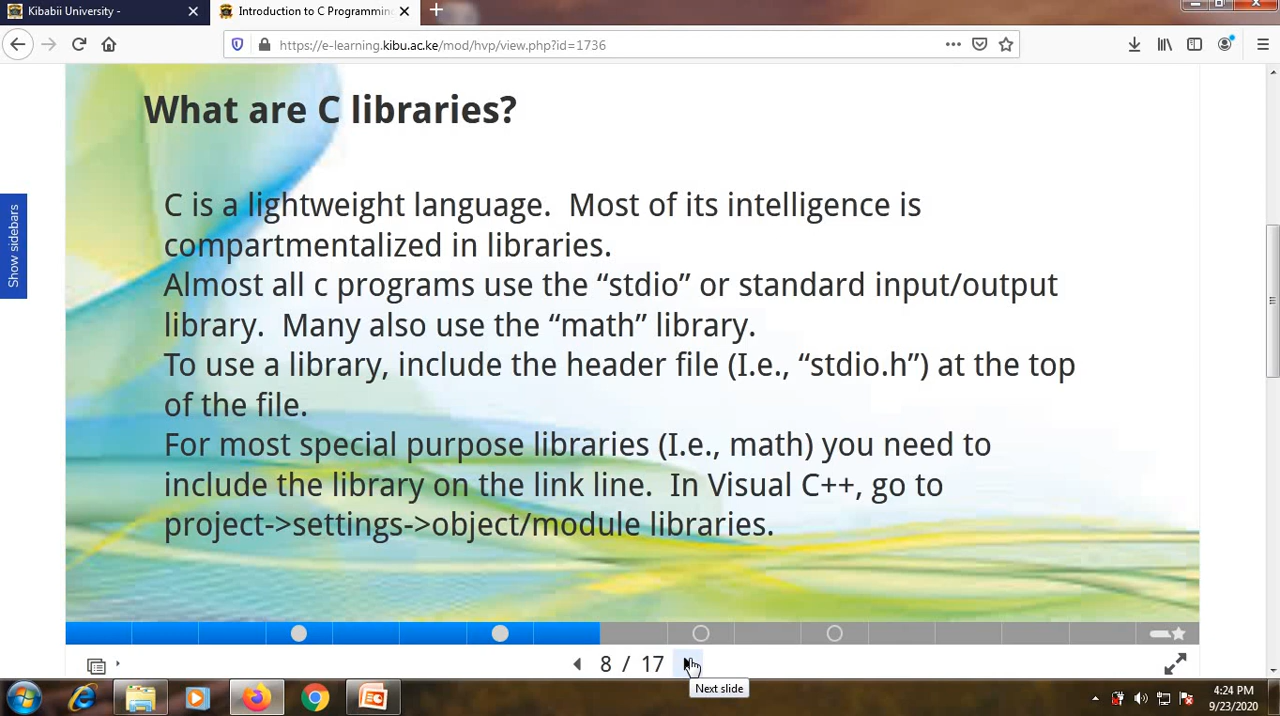 Kibabii University -
Introduction to C Programmin
https://e-learning.kibu.ac.ke/mod/hvp/view.php?id=1736
Show sidebars
What are C libraries?
C is a lightweight language.  Most of its intelligence is
compartmentalized in libraries.
Almost all c programs use the “stdio” or standard input/output
library.  Many also use the “math” library.
To use a library, include the header file (I.e., “stdio.h”) at the top
of the file.
For most special purpose libraries (I.e., math) you need to
include the library on the link line.  In Visual C++, go to
project->settings->object/module libraries.
8 / 17
Next slide
4:24 PM
9/23/2020